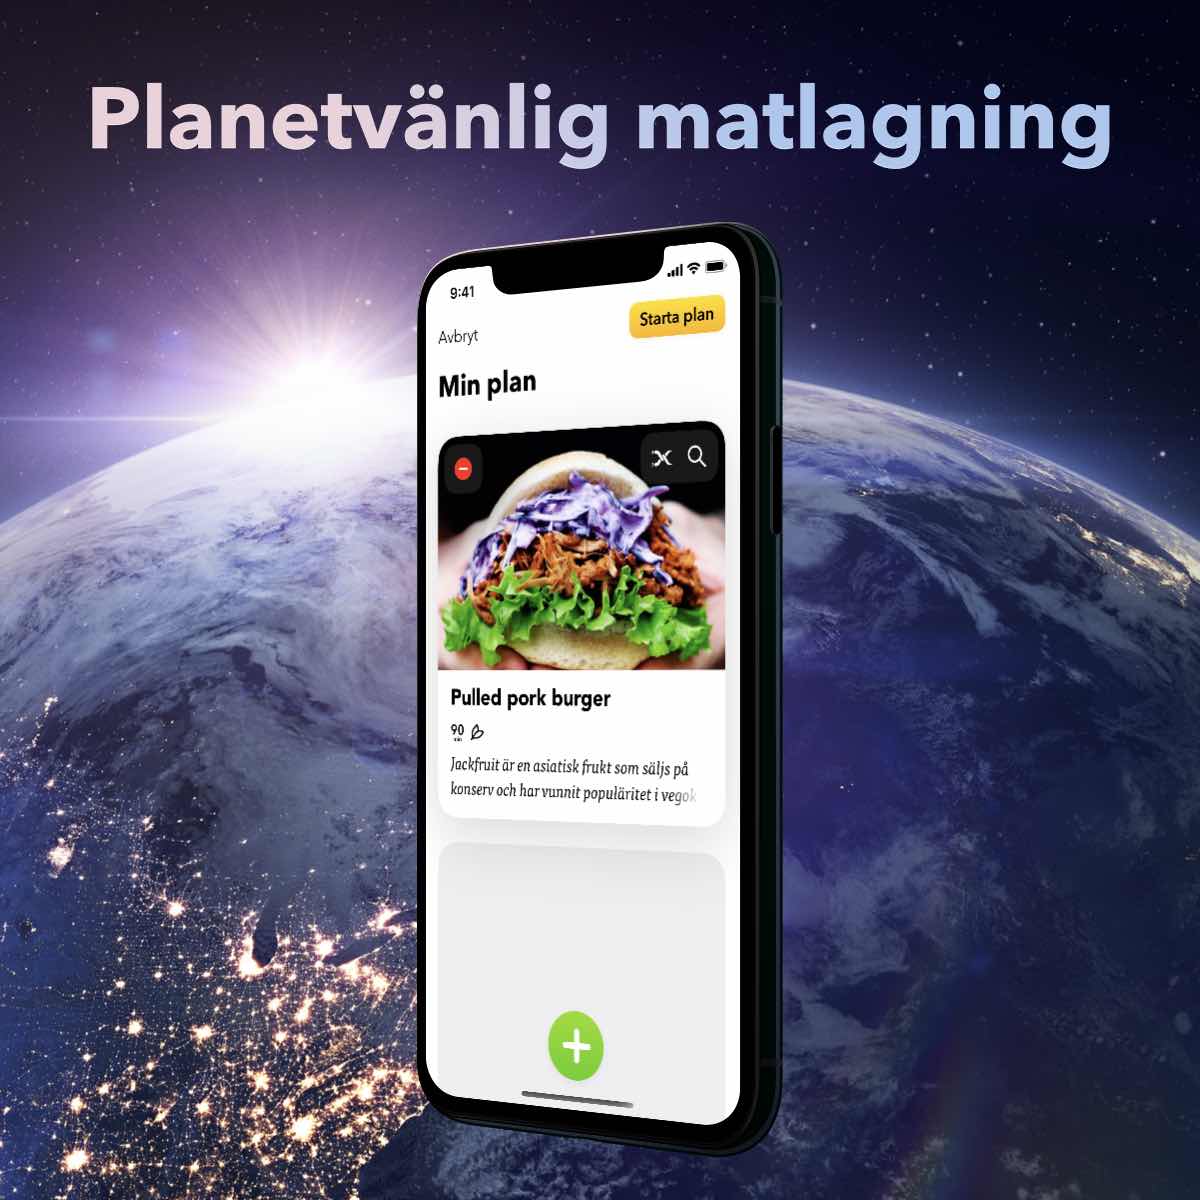 Planetvänlig matlagning
9:41
Starta plan
Avbryt
Min plan
Pulled pork burger
90
Jackfruit är en asiatisk frukt som säljs på
konserv och har vunnit populäritet i vegok